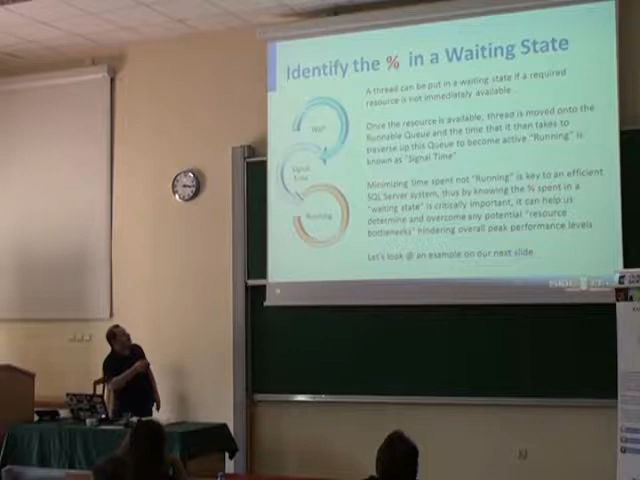 Identify the % in a Waiting State
A thread can be put in a waiting state if a required
resource is not immediately available...
Once the resource is available, thread is moved onto the
Runnable Queue and the time that it then takes to
traverse up this Queue to become active "Running" is
known as "Signal Time"
Minimizing time spent not "Running" is key to an efficient
SQL Server system, thus by knowing the % spent in a
"waiting state" is critically important, it can help us
determine and overcome any potential "resource
bottlenecks" hindering overall peak performance levels
Let's look @ an example on our next slide
Signal
Time
Running